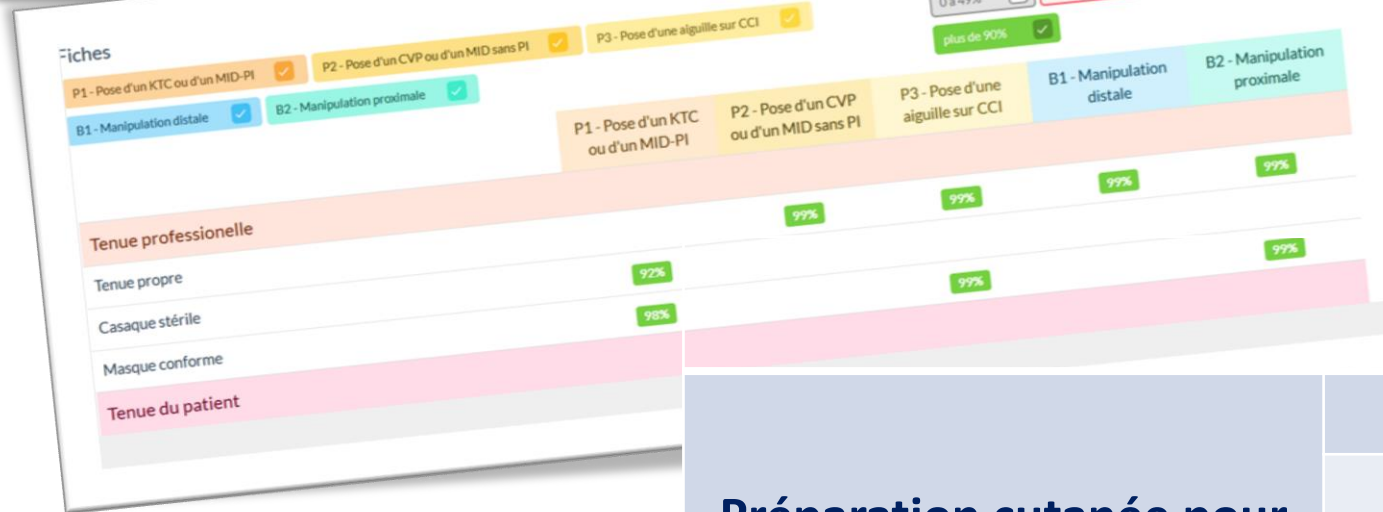 Fiches
0 à 49%
P1 - Pose d'un KTC ou d'un MID-PI
P2 - Pose d'un CVP ou d'un MID sans PI
P3 - Pose d'une aiguille sur CCI
plus de 90%
B1 - Manipulation distale
B2 - Manipulation proximale
P1 - Pose d'un KTC
ou d'un MID-PI
P2 - Pose d'un CVP
ou d'un MID sans PI
P3 - Pose d'une
aiguille sur CCI
B1 - Manipulation
distale
B2 - Manipulation
proximale
Tenue professionelle
Tenue propre
99%
99%
99%
99%
Casaque stérile
92%
Masque conforme
98%
99%
99%
Tenue du patient
Préparation cutanée pour